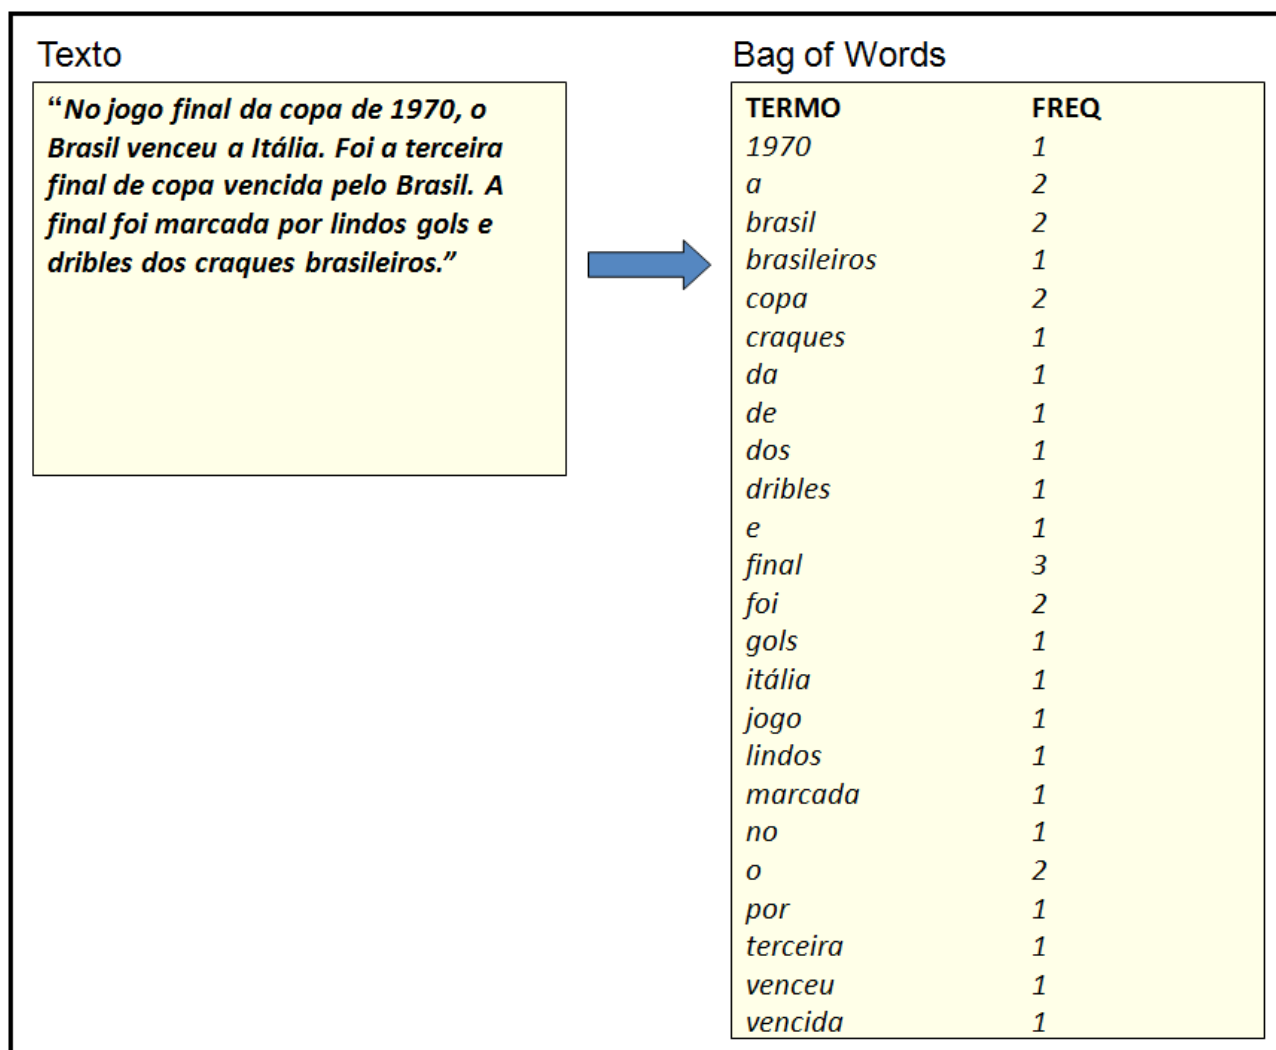 Texto
“No jogo final da copa de 1970, o
Brasil venceu a Itália. Foi a terceira
final de copa vencida pelo Brasil. A
final foi marcada por lindos gols e
dribles dos craques brasileiros.”
Bag of Words
TERMO FREQ
1970 1
a 2
brasil 2
brasileiros 1
copa 2
craques 1
da 1
de 1
dos 1
dribles 1
e 1
final 3
foi 2
gols 1
itália 1
jogo 1
lindos 1
marcada 1
no 1
o 2
por 1
terceira 1
venceu 1
vencida 1